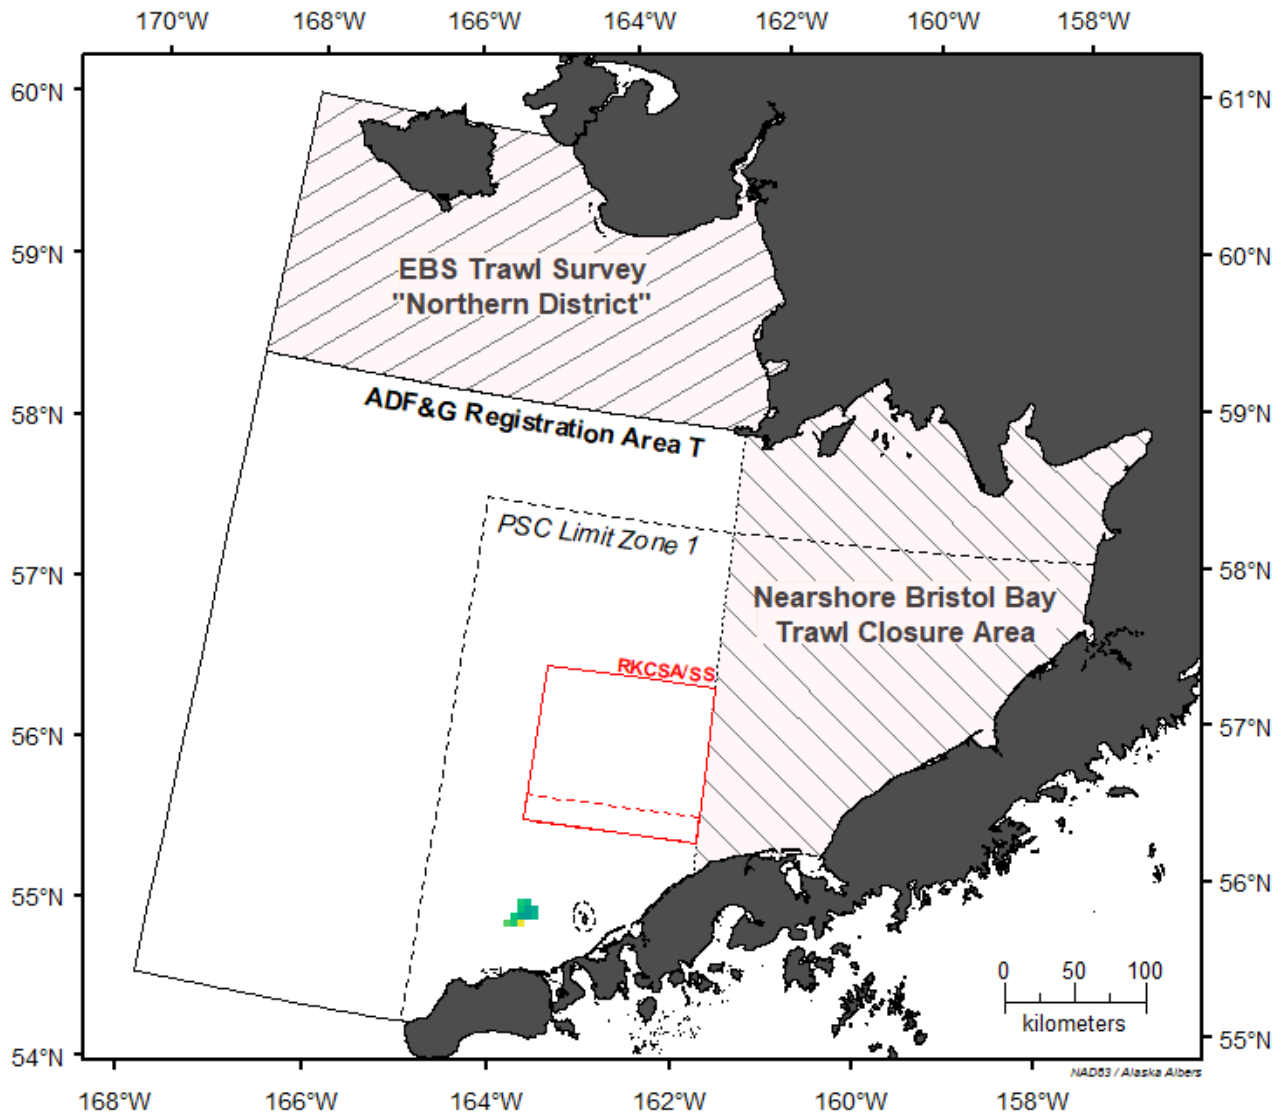 170°W 168°W 166°W 164°W 162°W 160°W 158°W
60°N
61°N
EBS Trawl Survey
"Northern District"
59°N
60°N
ADF&G Registration Area T
58°N
59°N
PSC Limit Zone 1
57°N
58°N
Nearshore Bristol Bay
Trawl Closure Area
RKCSA/SS
56°N
57°N
55°N
56°N
0 50 100
kilometers
54°N
55°N
NAD83 / Alaska Albers
168°W 166°W 164°W 162°W 160°W 158°W